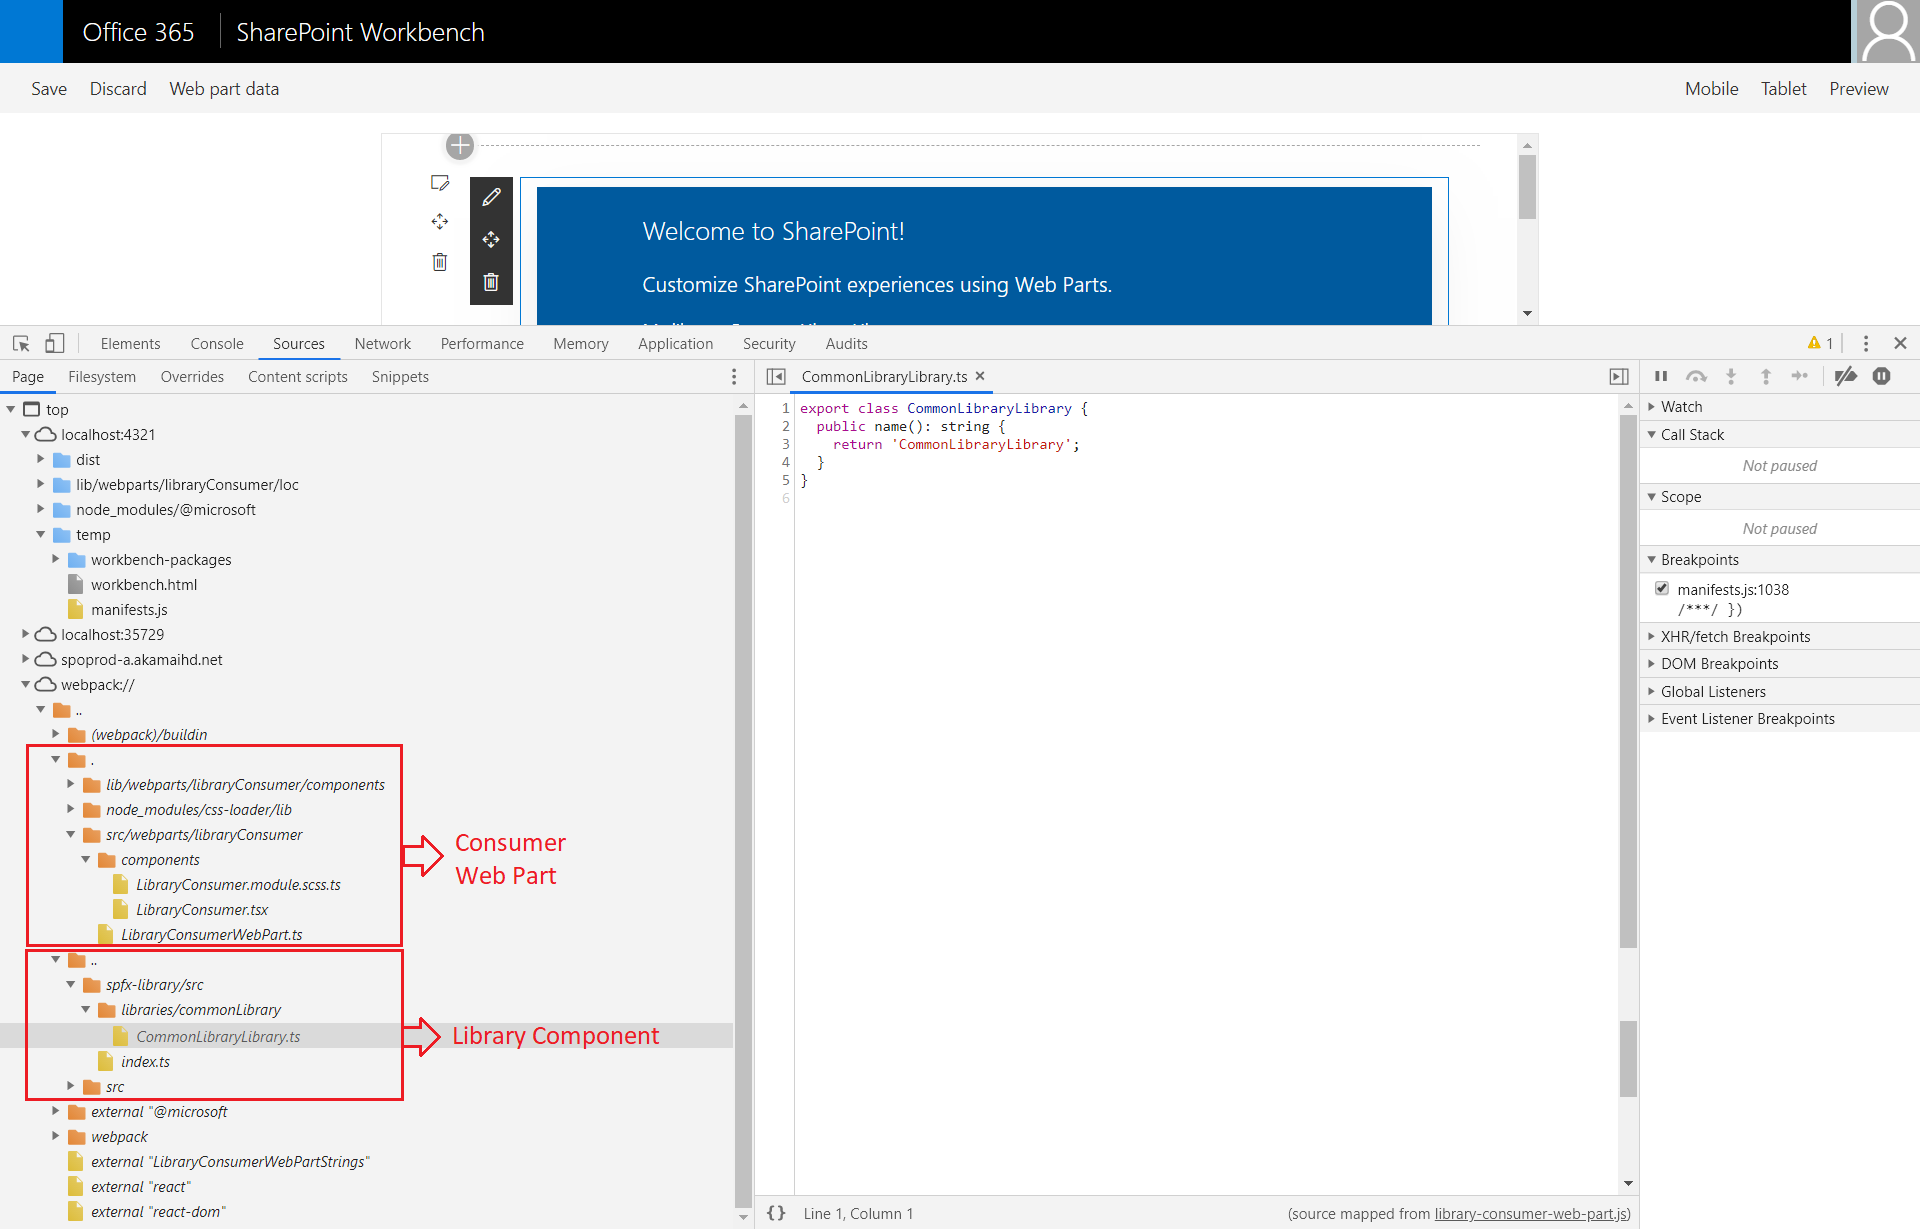 Office 365 SharePoint Workbench
Save Discard Web part data Mobile Tablet Preview
Welcome to SharePoint!
Customize SharePoint experiences using Web Parts.
Elements Console Sources Network Performance Memory Application Security Audits 1
Page Filesystem Overrides Content scripts Snippets
top
localhost:4321
dist
lib/webparts/libraryConsumer/loc
node_modules/@microsoft
temp
workbench-packages
workbench.html
manifests.js
localhost:35729
spoprod-a.akamaihd.net
webpack://
..
(webpack)/buildin
.
lib/webparts/libraryConsumer/components
node_modules/css-loader/lib
src/webparts/libraryConsumer
components
LibraryConsumer.module.scss.ts
LibraryConsumer.tsx
LibraryConsumerWebPart.ts
Consumer
Web Part
..
spfx-library/src
libraries/commonLibrary
CommonLibraryLibrary.ts
index.ts
src
Library Component
external "@microsoft
webpack
external "LibraryConsumerWebPartStrings"
external "react"
external "react-dom"
CommonLibraryLibrary.ts
1 export class CommonLibraryLibrary {
2 public name(): string {
3 return 'CommonLibraryLibrary';
4 }
5 }
6
{} Line 1, Column 1 (source mapped from library-consumer-web-part.js)
Watch
Call Stack
Not paused
Scope
Not paused
Breakpoints
manifests.js:1038
/***/ })
XHR/fetch Breakpoints
DOM Breakpoints
Global Listeners
Event Listener Breakpoints